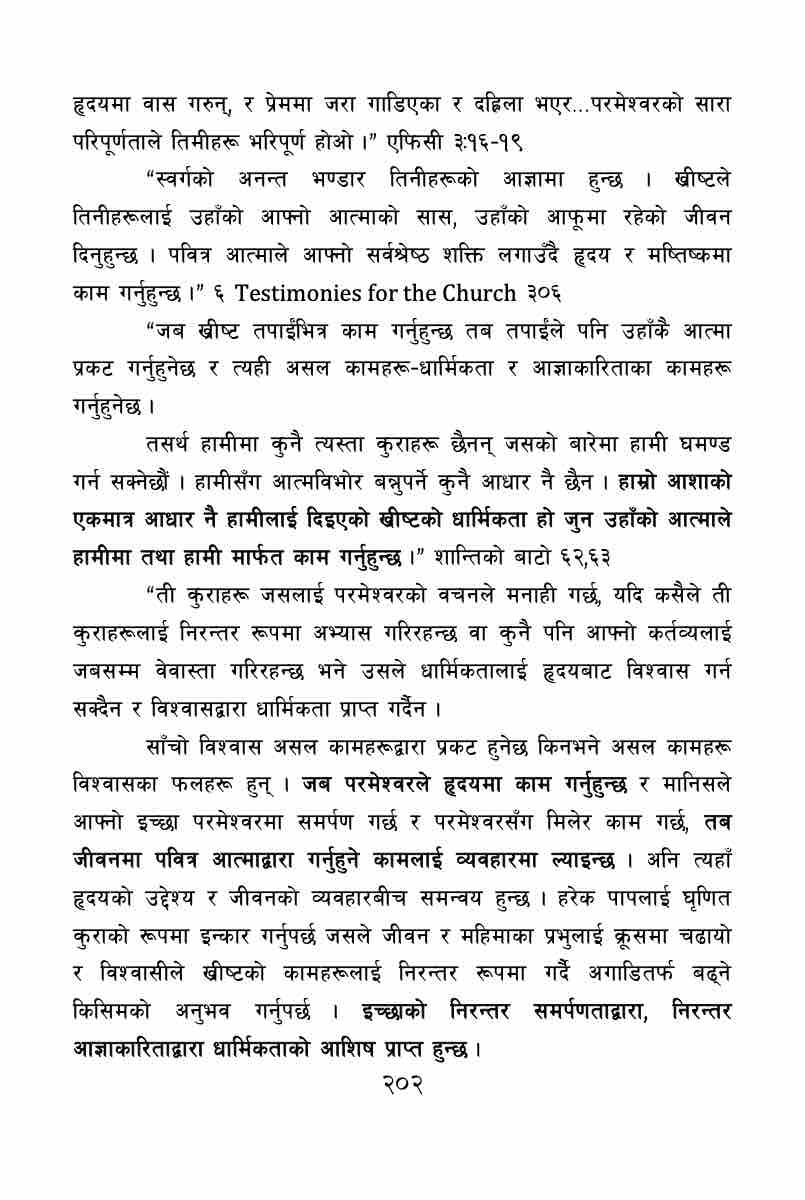 हृदयमा वास गरुन्, र प्रेममा जरा गाडिएका र दह्रिला भएर...परमेश्वरको सारा
परिपूर्णताले तिमीहरू भरिपूर्ण होओ ।” एफिसी ३:१६-१९
“स्वर्गको अनन्त भण्डार तिनीहरूको आज्ञामा हुन्छ । ख्रीष्टले
तिनीहरूलाई उहाँको आफ्नो आत्माको सास, उहाँको आफूमा रहेको जीवन
दिनुहुन्छ । पवित्र आत्माले आफ्नो सर्वश्रेष्ठ शक्ति लगाउँदै हृदय र मष्तिष्कमा
काम गर्नुहुन्छ ।” ६ Testimonies for the Church ३०६
“जब ख्रीष्ट तपाईंभित्र काम गर्नुहुन्छ तब तपाईंले पनि उहाँकै आत्मा
प्रकट गर्नुहुनेछ र त्यही असल कामहरू-धार्मिकता र आज्ञाकारिताका कामहरू
गर्नुहुनेछ ।
तसर्थ हामीमा कुनै त्यस्ता कुराहरू छैनन् जसको बारेमा हामी घमण्ड
गर्न सक्नेछौं । हामीसँग आत्मविभोर बन्नुपर्ने कुनै आधार नै छैन । हाम्रो आशाको
एकमात्र आधार नै हामीलाई दिइएको ख्रीष्टको धार्मिकता हो जुन उहाँको आत्माले
हामीमा तथा हामी मार्फत काम गर्नुहुन्छ ।” शान्तिको बाटो ६२,६३
“ती कुराहरू जसलाई परमेश्वरको वचनले मनाही गर्छ, यदि कसैले ती
कुराहरूलाई निरन्तर रूपमा अभ्यास गरिरहन्छ वा कुनै पनि आफ्नो कर्तव्यलाई
जबसम्म वेवास्ता गरिरहन्छ भने उसले धार्मिकतालाई हृदयबाट विश्वास गर्न
सक्दैन र विश्वासद्वारा धार्मिकता प्राप्त गर्दैन ।
साँचो विश्वास असल कामहरूद्वारा प्रकट हुनेछ किनभने असल कामहरू
विश्वासका फलहरू हुन् । जब परमेश्वरले हृदयमा काम गर्नुहुन्छ र मानिसले
आफ्नो इच्छा परमेश्वरमा समर्पण गर्छ र परमेश्वरसँग मिलेर काम गर्छ, तब
जीवनमा पवित्र आत्माद्वारा गर्नुहुने कामलाई व्यवहारमा ल्याइन्छ । अनि त्यहाँ
हृदयको उद्देश्य र जीवनको व्यवहारबीच समन्वय हुन्छ । हरेक पापलाई घृणित
कुराको रूपमा इन्कार गर्नुपर्छ जसले जीवन र महिमाका प्रभुलाई क्रूसमा चढायो
र विश्वासीले ख्रीष्टको कामहरूलाई निरन्तर रूपमा गर्दै अगाडितर्फ बढ्ने
किसिमको अनुभव गर्नुपर्छ । इच्छाको निरन्तर समर्पणताद्वारा, निरन्तर
आज्ञाकारिताद्वारा धार्मिकताको आशिष प्राप्त हुन्छ ।
२०२